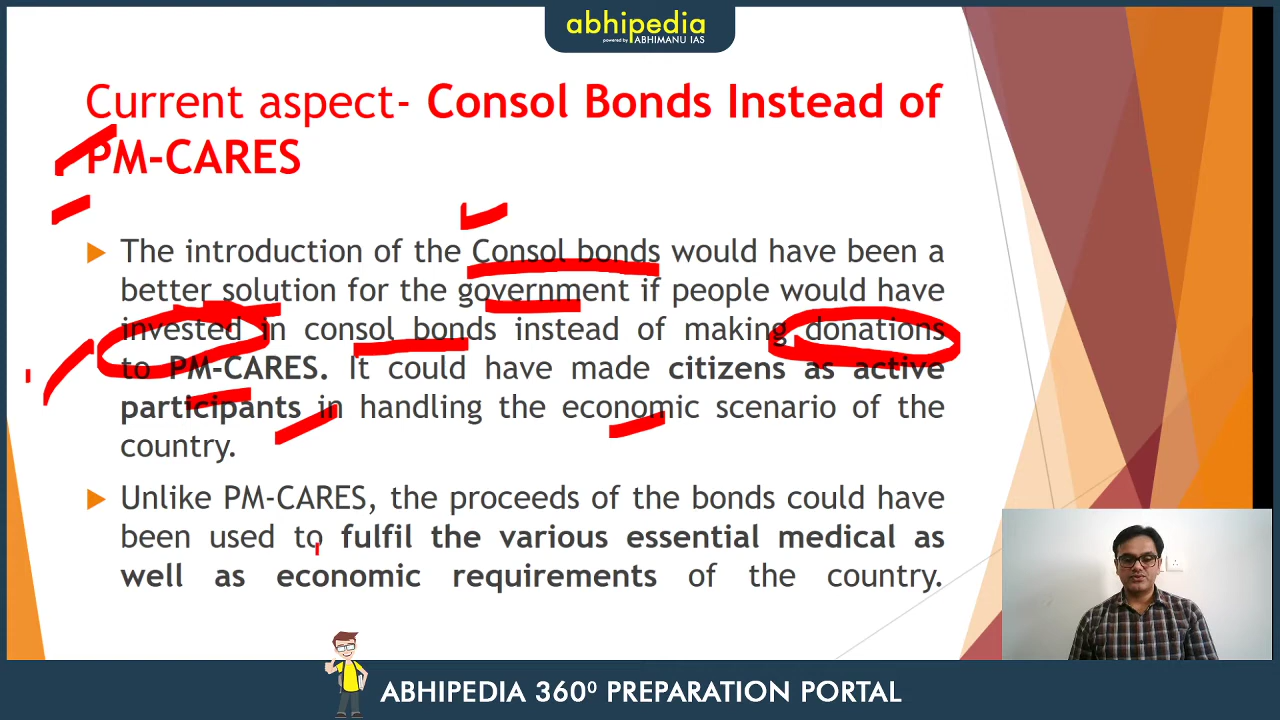 abhipedia
powered by ABHIMANU IAS
Current aspect- Consol Bonds Instead of
PM-CARES
The introduction of the Consol bonds would have been a
better solution for the government if people would have
invested in consol bonds instead of making donations
to PM-CARES. It could have made citizens as active
participants in handling the economic scenario of the
country.
Unlike PM-CARES, the proceeds of the bonds could have
been used to fulfil the various essential medical as
well as economic requirements of the country.
ABHIPEDIA 360⁰ PREPARATION PORTAL